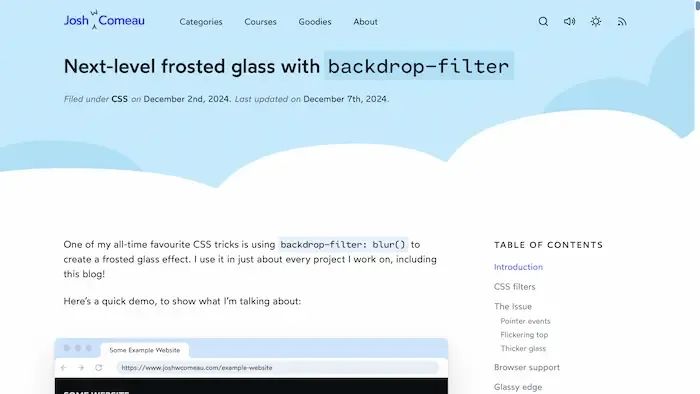 Josh Comeau
Categories
Courses
Goodies
About
Next-level frosted glass with backdrop-filter
Filed under CSS on December 2nd, 2024. Last updated on December 7th, 2024.
One of my all-time favourite CSS tricks is using backdrop-filter: blur() to
create a frosted glass effect. I use it in just about every project I work on, including
this blog!
Here's a quick demo, to show what I'm talking about:
Some Example Website
https://www.joshwcomeau.com/example-website
SOME WEBSITE
TABLE OF CONTENTS
Introduction
CSS filters
The Issue
Pointer events
Flickering top
Thicker glass
Browser support
Glassy edge